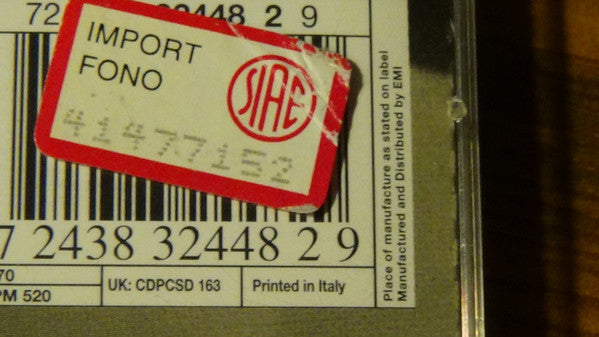 72 32448 2 9
IMPORT
FONO
SIAE
41477152
7 2438 32448 2 9
70
PM 520
UK: CDPCSD 163
Printed in Italy
Place of manufacture as stated on label
Manufactured and Distributed by EMI